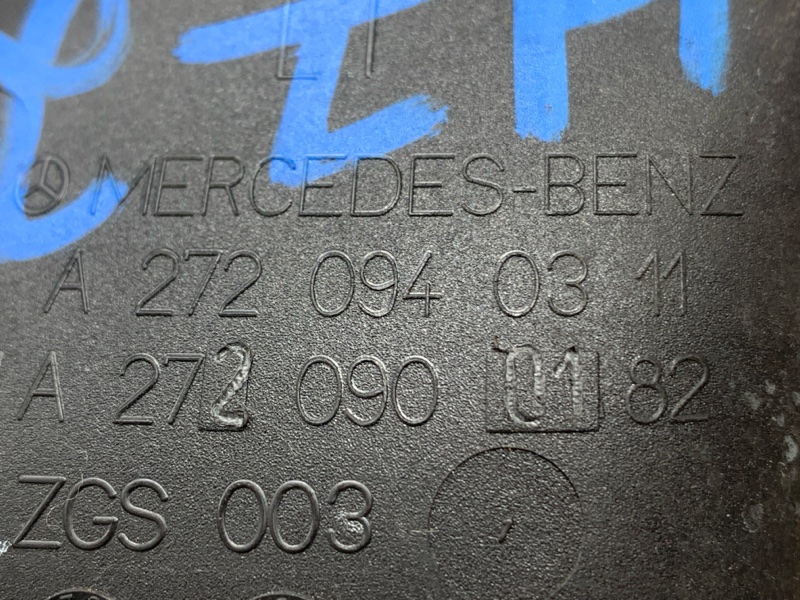 MERCEDES-BENZ
A 272 094 03 11
A 272 090 01 82
ZGS 003